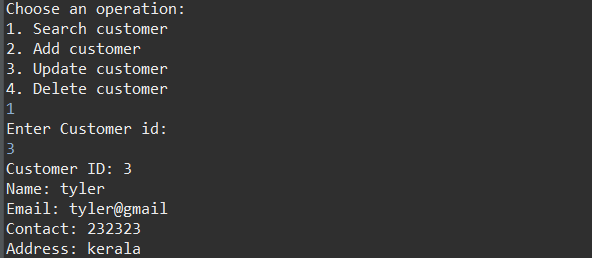 Choose an operation:
1. Search customer
2. Add customer
3. Update customer
4. Delete customer
1
Enter Customer id:
3
Customer ID: 3
Name: tyler
Email: tyler@gmail
Contact: 232323
Address: kerala